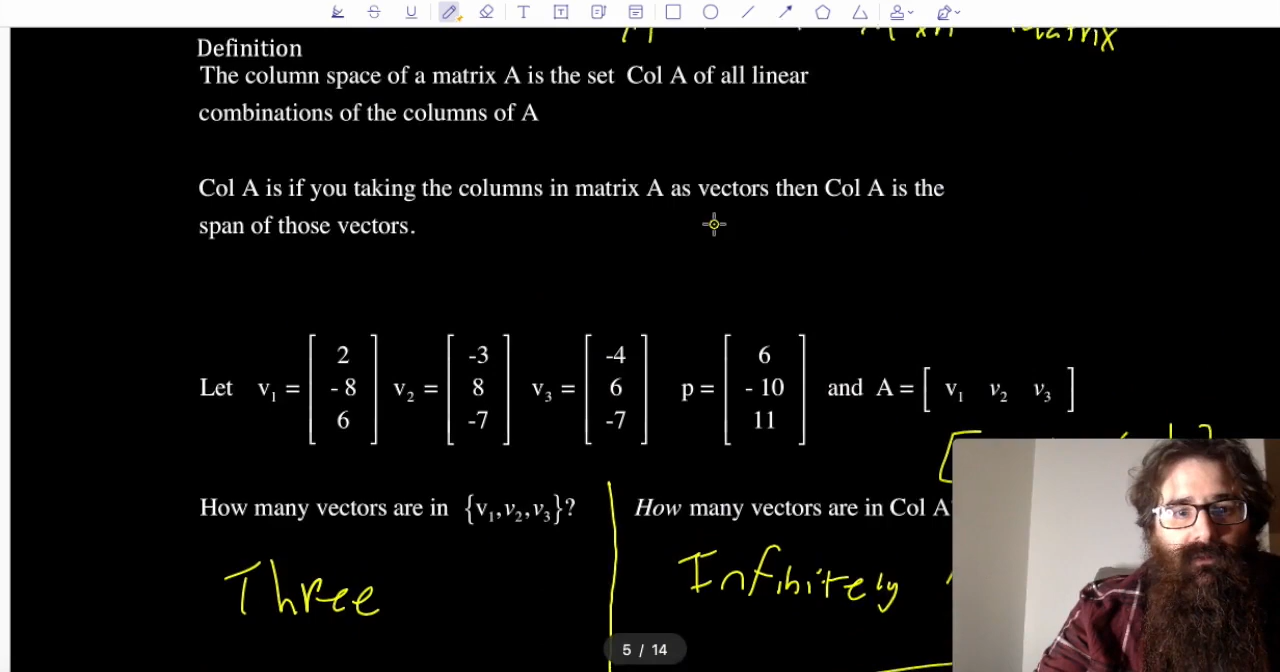 Matrix
Definition
The column space of a matrix A is the set Col A of all linear
combinations of the columns of A
Col A is if you taking the columns in matrix A as vectors then Col A is the
span of those vectors.
Let v₁ = [ 2 - 8 6 ] v₂ = [ -3 8 -7 ] v₃ = [ -4 6 -7 ] p = [ 6 - 10 11 ] and A = [ v₁ v₂ v₃ ]
How many vectors are in {v₁,v₂,v₃}?
Three
How many vectors are in Col A
Infinitely
5 / 14